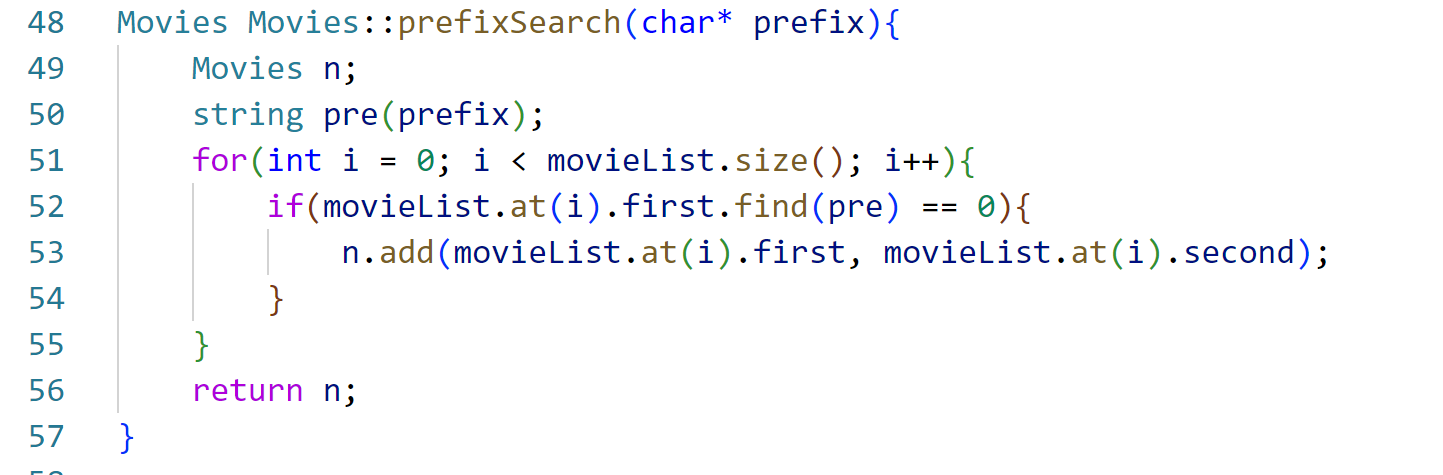 48 Movies Movies::prefixSearch(char* prefix){
49 Movies n;
50 string pre(prefix);
51 for(int i = 0; i < movieList.size(); i++){
52 if(movieList.at(i).first.find(pre) == 0){
53 n.add(movieList.at(i).first, movieList.at(i).second);
54 }
55 }
56 return n;
57 }